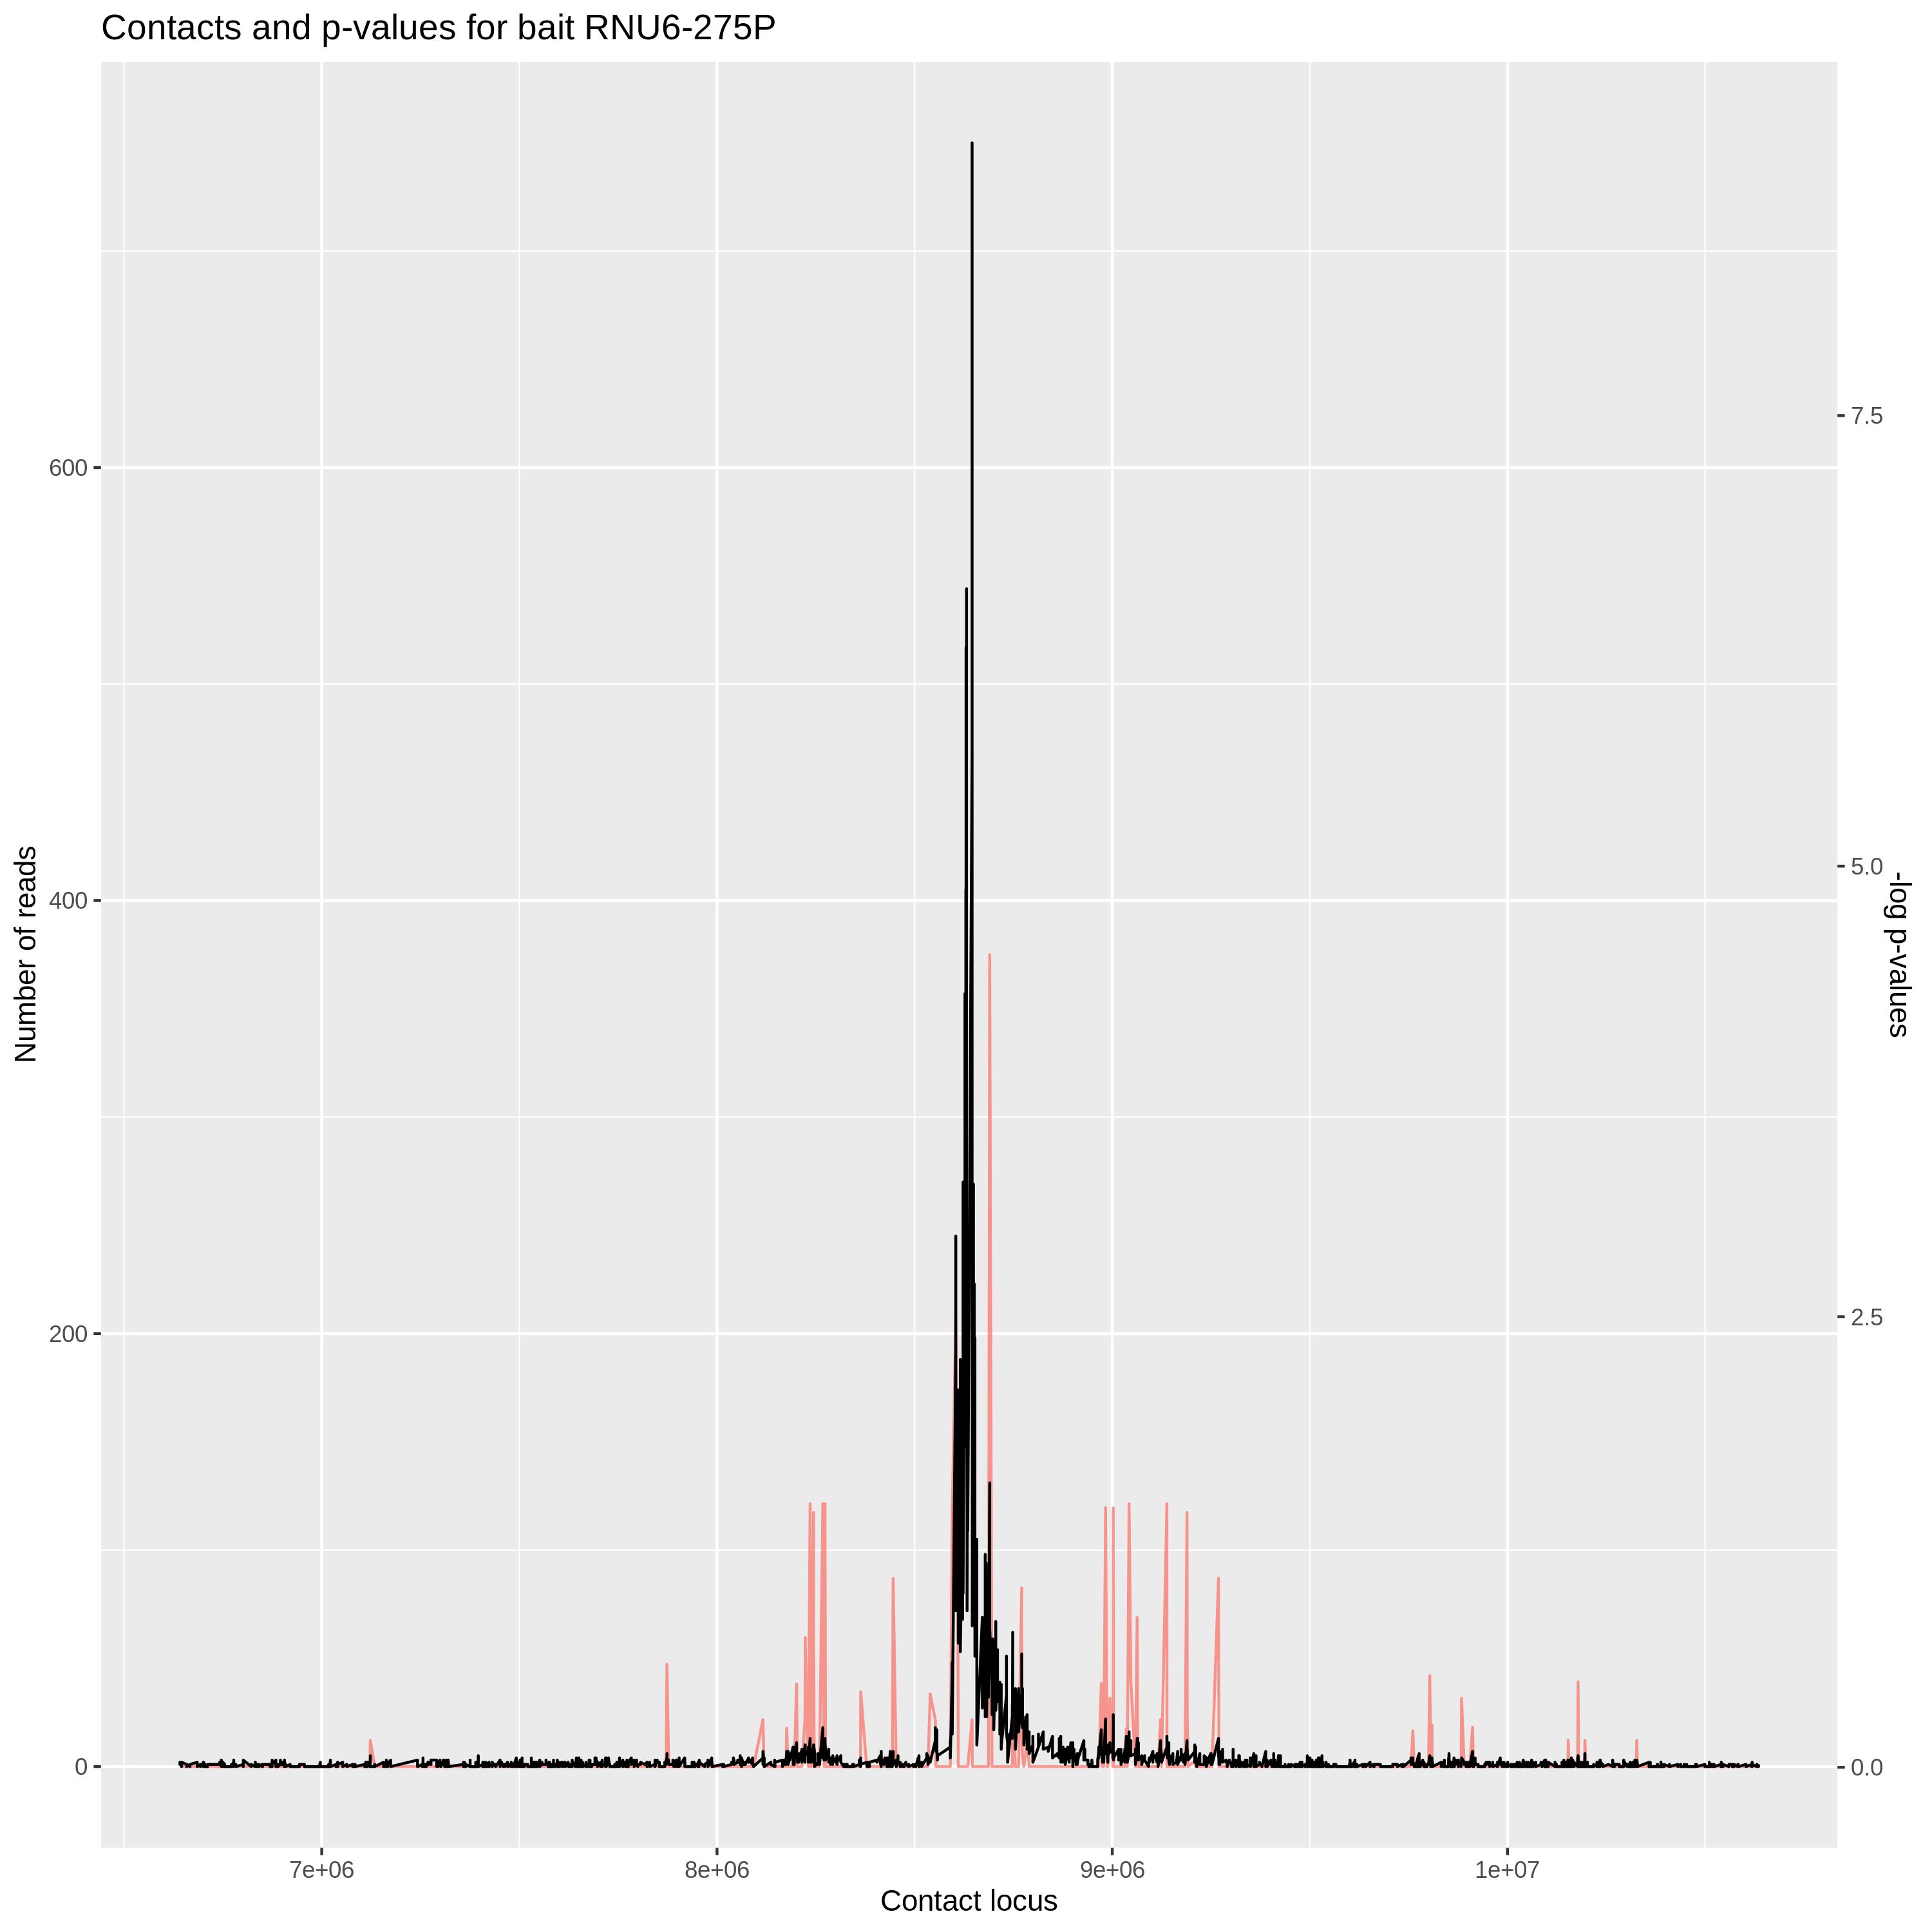 Contacts and p-values for bait RNU6-275P
Number of reads
600
400
200
0
7.5
5.0
2.5
0.0
-log p-values
7e+06
8e+06
9e+06
1e+07
Contact locus